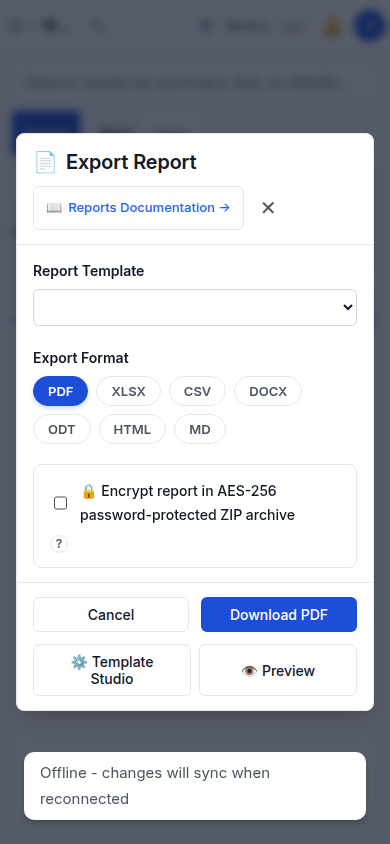 Export Report
Reports Documentation →
✕
Report Template
Export Format
PDF
XLSX
CSV
DOCX
ODT
HTML
MD
Encrypt report in AES-256
password-protected ZIP archive
?
Cancel
Download PDF
Template
Studio
Preview
Offline - changes will sync when
reconnected